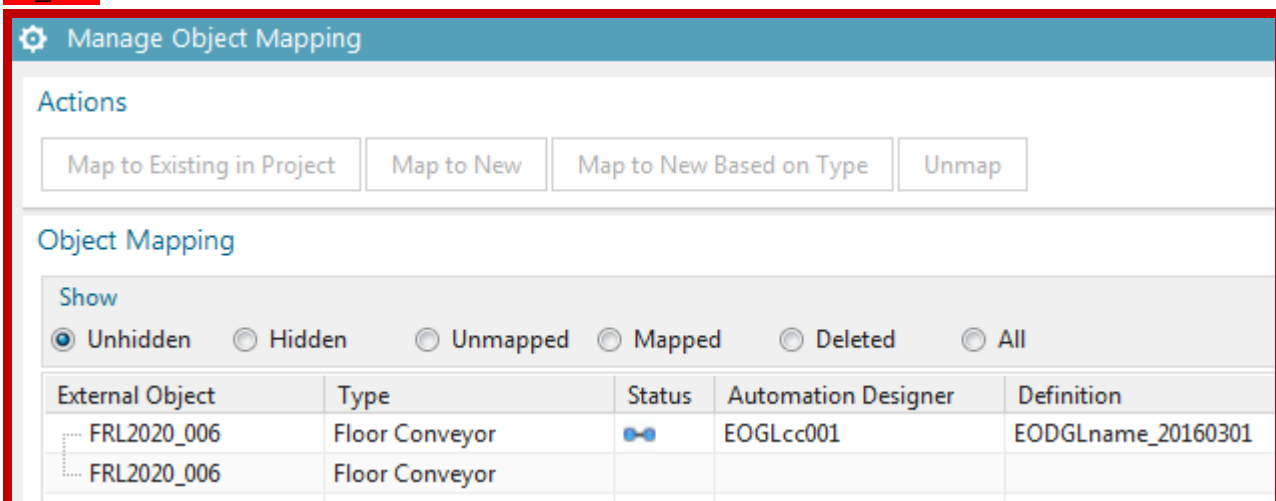 Manage Object Mapping
Actions
Map to Existing in Project Map to New Map to New Based on Type Unmap
Object Mapping
Show
Unhidden Hidden Unmapped Mapped Deleted All
External Object Type Status Automation Designer Definition
FRL2020_006 Floor Conveyor EOGLcc001 EODGLname_20160301
FRL2020_006 Floor Conveyor